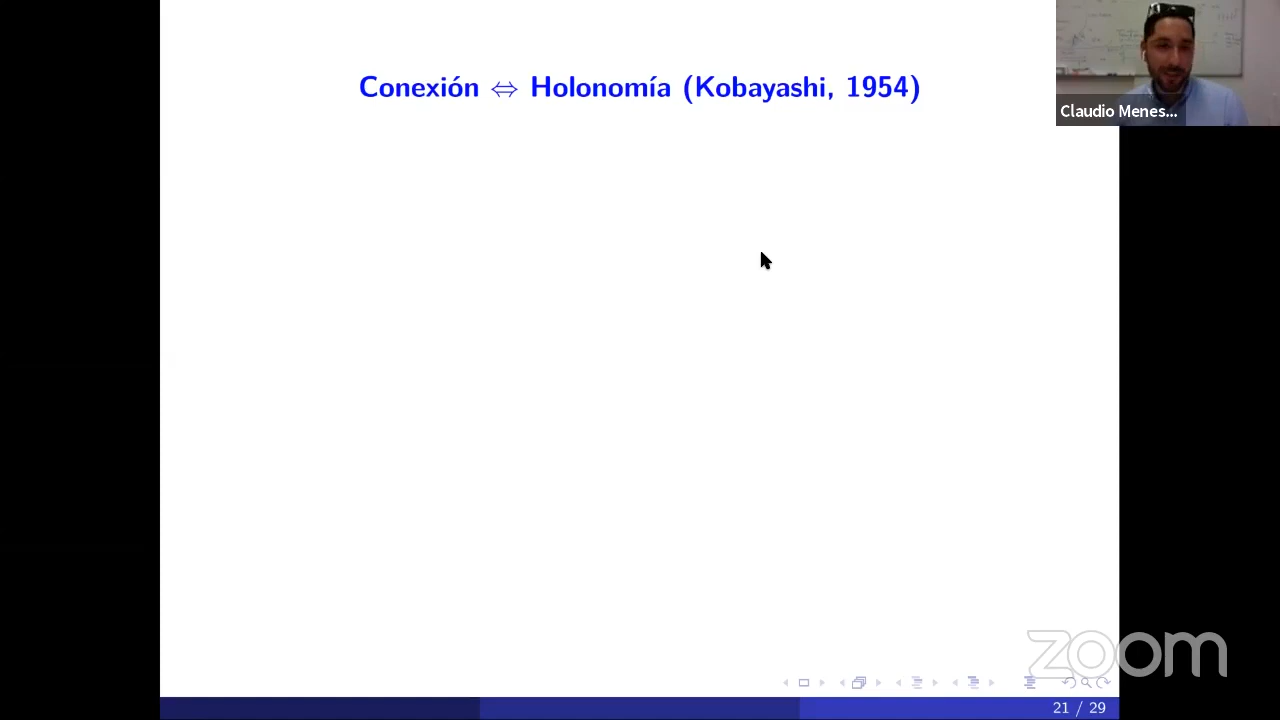 Conexión ⇔ Holonomía (Kobayashi, 1954)
Claudio Menes...
zoom
21 / 29